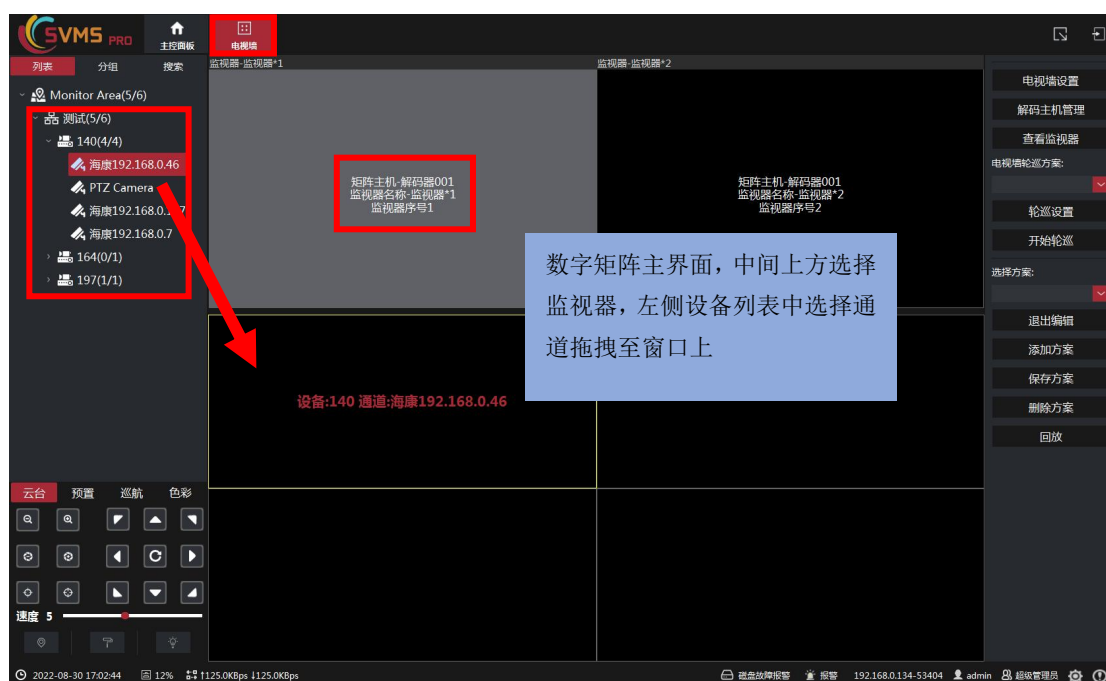 SVMS PRO
主控面板
电视墙
列表 分组 搜索
监视器-监视器*1
监视器-监视器*2
Monitor Area(5/6)
测试(5/6)
140(4/4)
海康192.168.0.46
PTZ Camera
海康192.168.0.
海康192.168.0.7
164(0/1)
197(1/1)
矩阵主机-解码器001
监视器名称-监视器*1
监视器序号1
矩阵主机-解码器001
监视器名称-监视器*2
监视器序号2
数字矩阵主界面，中间上方选择
监视器，左侧设备列表中选择通
道拖拽至窗口上
设备:140 通道:海康192.168.0.46
电视墙设置
解码主机管理
查看监视器
电视墙轮巡方案:
轮巡设置
开始轮巡
选择方案:
退出编辑
添加方案
保存方案
删除方案
回放
云台 预置 巡航 色彩
速度 5
2022-08-30 17:02:44 12% ↑125.0KBps ↓125.0KBps
磁盘故障报警 报警 192.168.0.134-53404 admin 超级管理员